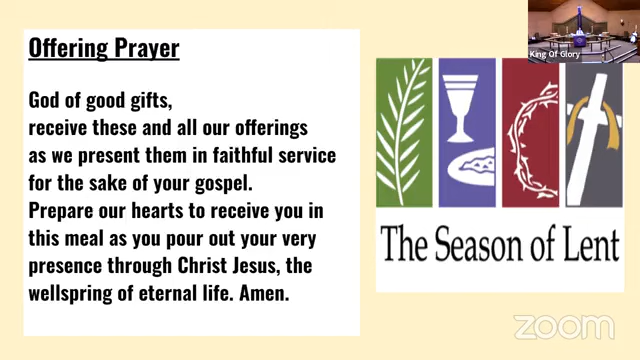 Offering Prayer
God of good gifts,
receive these and all our offerings
as we present them in faithful service
for the sake of your gospel.
Prepare our hearts to receive you in
this meal as you pour out your very
presence through Christ Jesus, the
wellspring of eternal life. Amen.
King Of Glory
The Season of Lent
zoom